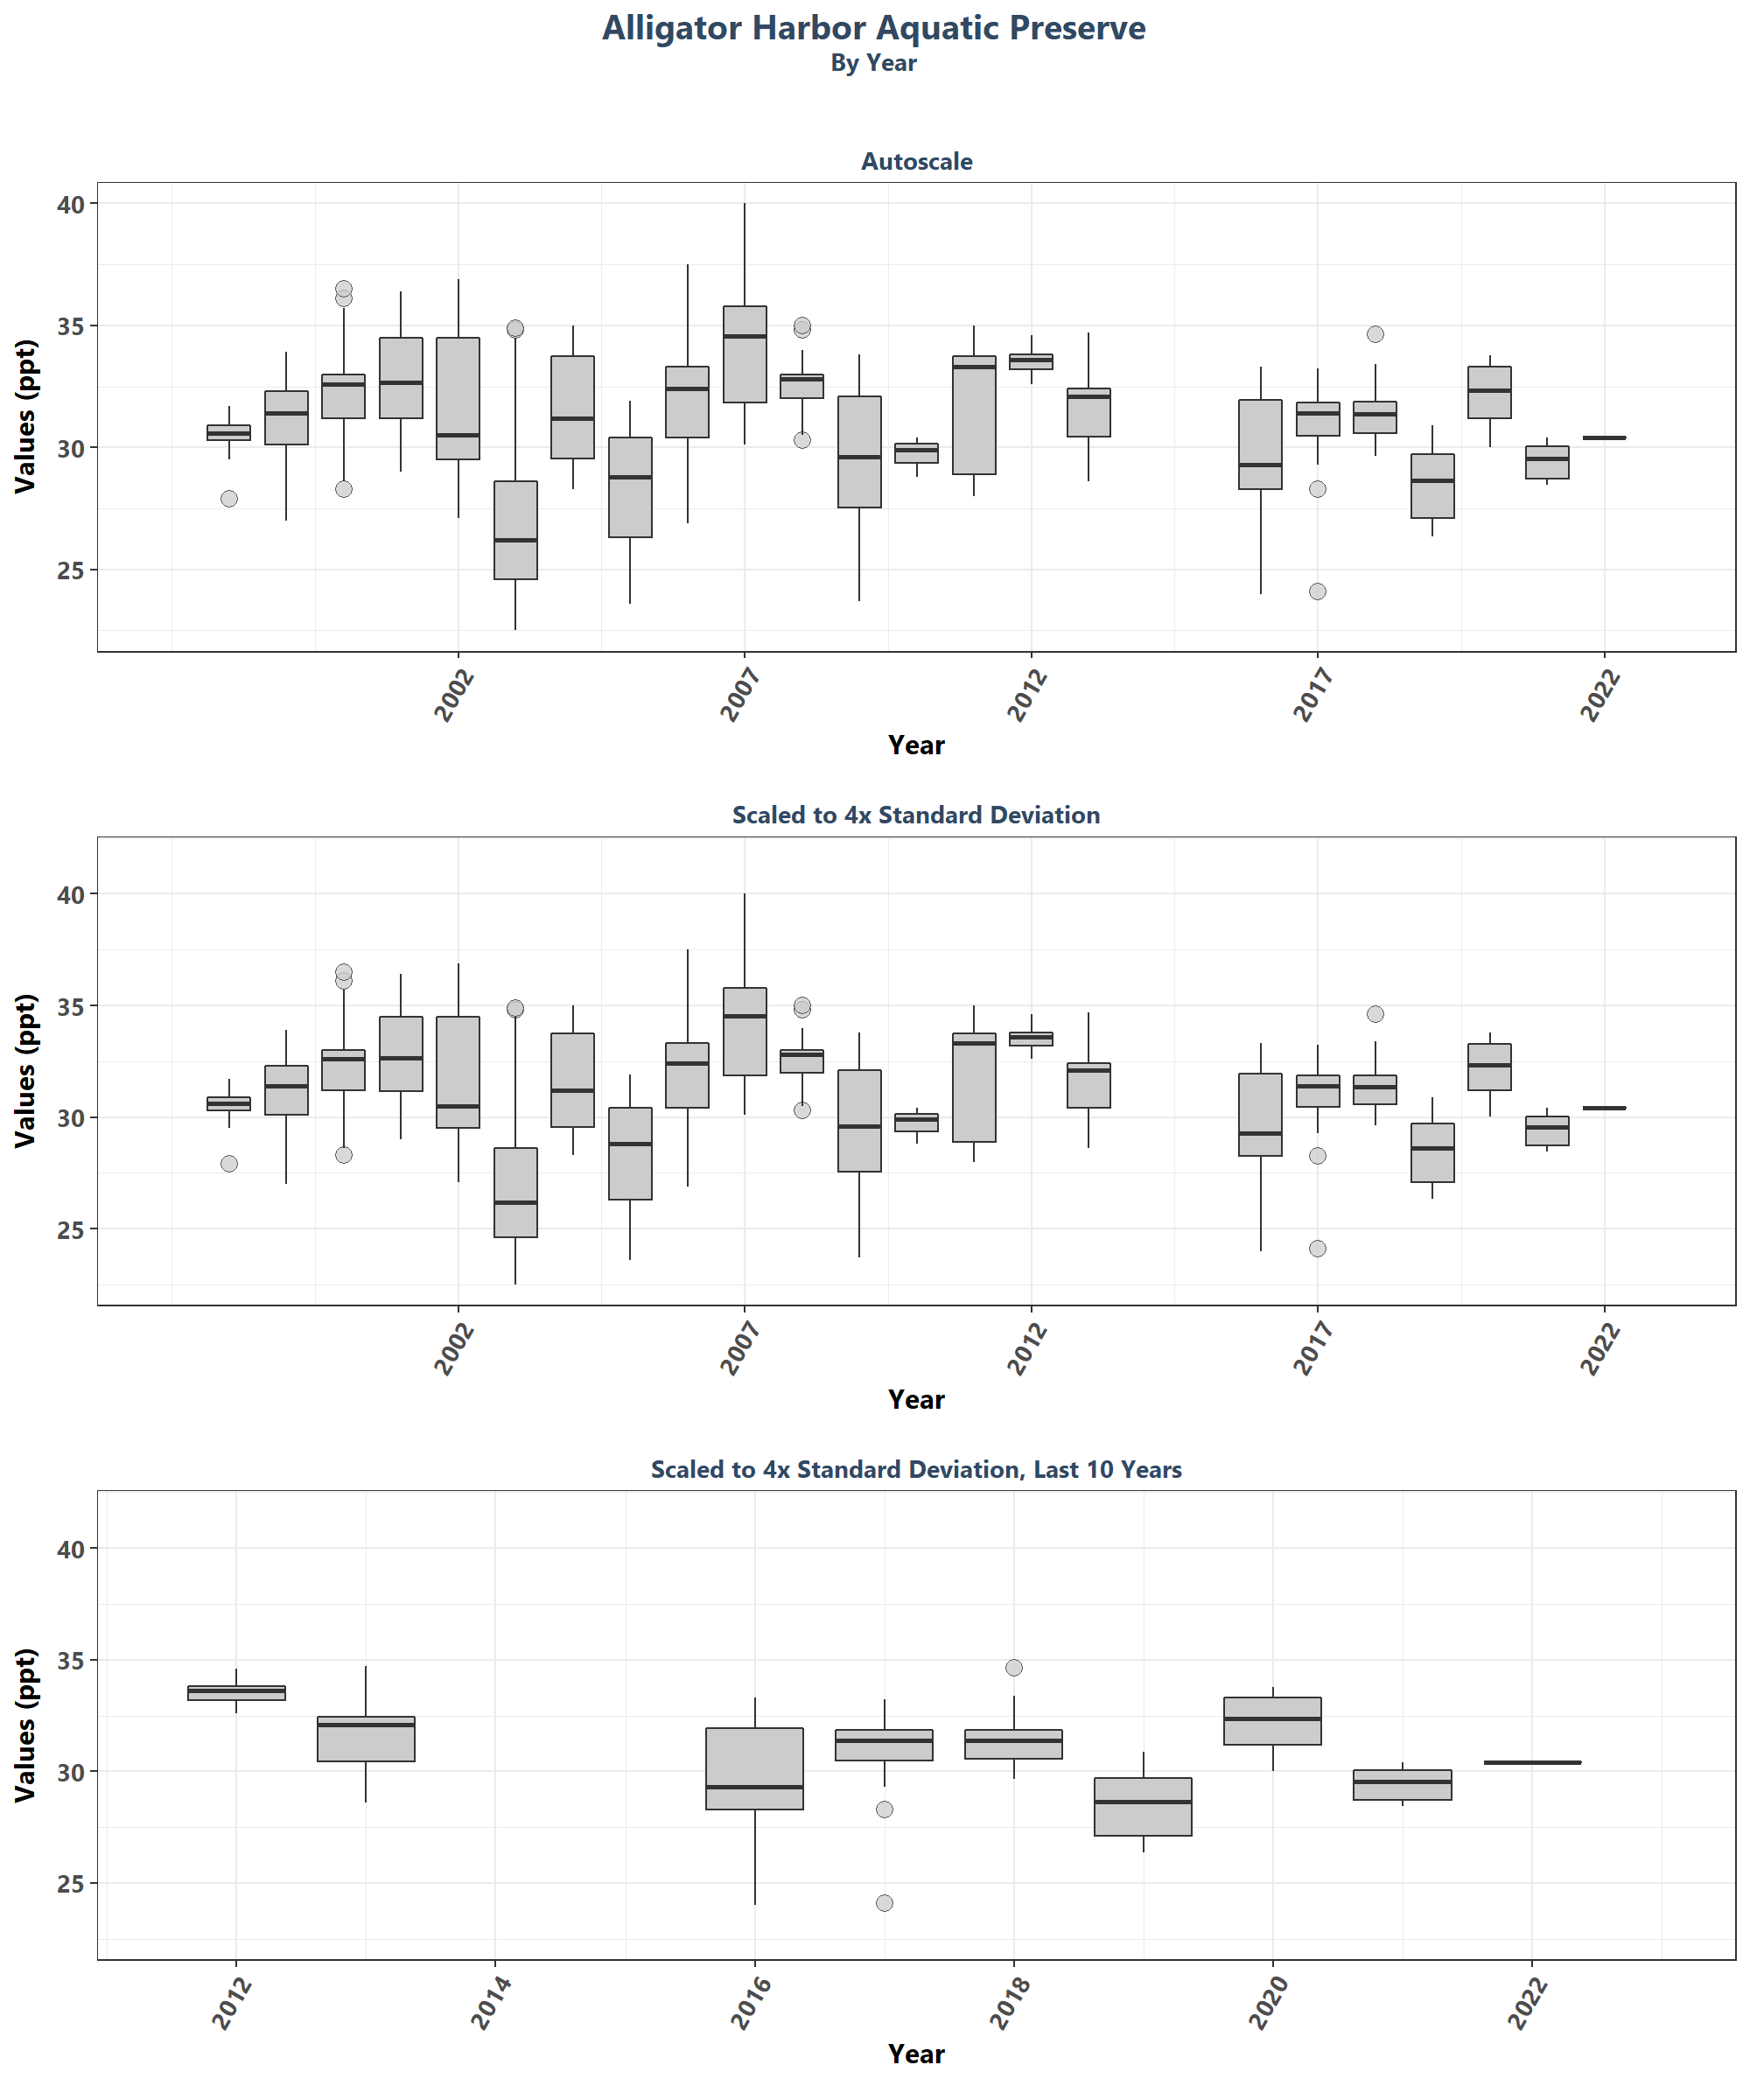 Alligator Harbor Aquatic Preserve
By Year
Autoscale
40
35
30
25
Values (ppt)
2002 2007 2012 2017 2022
Year
Scaled to 4x Standard Deviation
40
35
30
25
Values (ppt)
2002 2007 2012 2017 2022
Year
Scaled to 4x Standard Deviation, Last 10 Years
40
35
30
25
Values (ppt)
2012 2014 2016 2018 2020 2022
Year